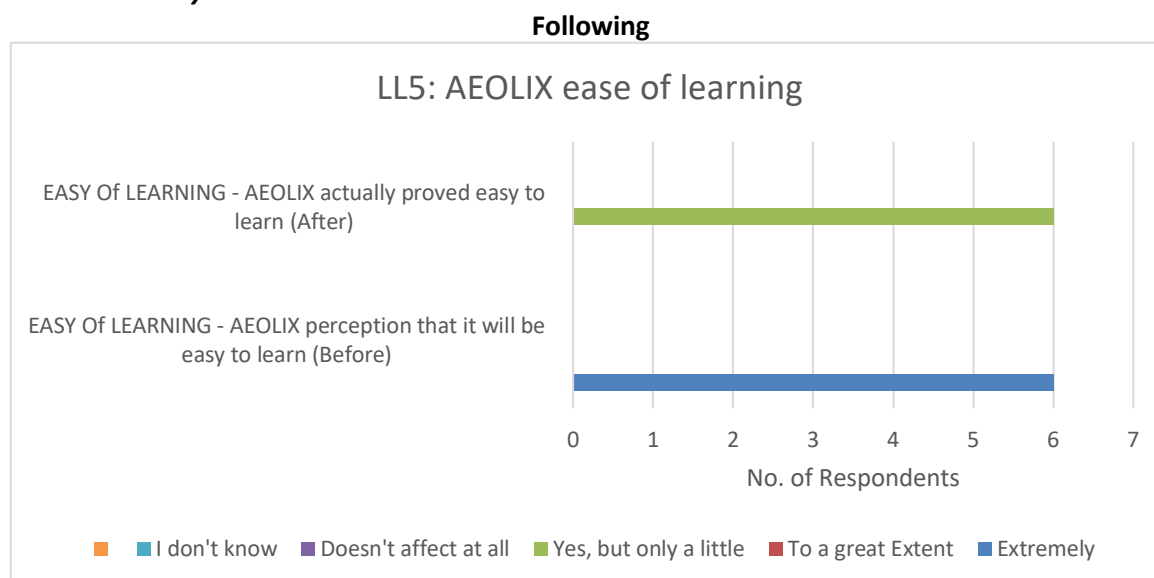 Following
LL5: AEOLIX ease of learning
EASY Of LEARNING - AEOLIX actually proved easy to
learn (After)
EASY Of LEARNING - AEOLIX perception that it will be
easy to learn (Before)
0 1 2 3 4 5 6 7
No. of Respondents
I don't know Doesn't affect at all Yes, but only a little To a great Extent Extremely